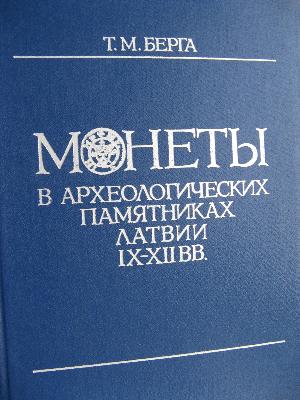 Т. М. БЕРГА
МОНЕТЫ
В АРХЕОЛОГИЧЕСКИХ
ПАМЯТНИКАХ
ЛАТВИИ
IX-XII ВВ.